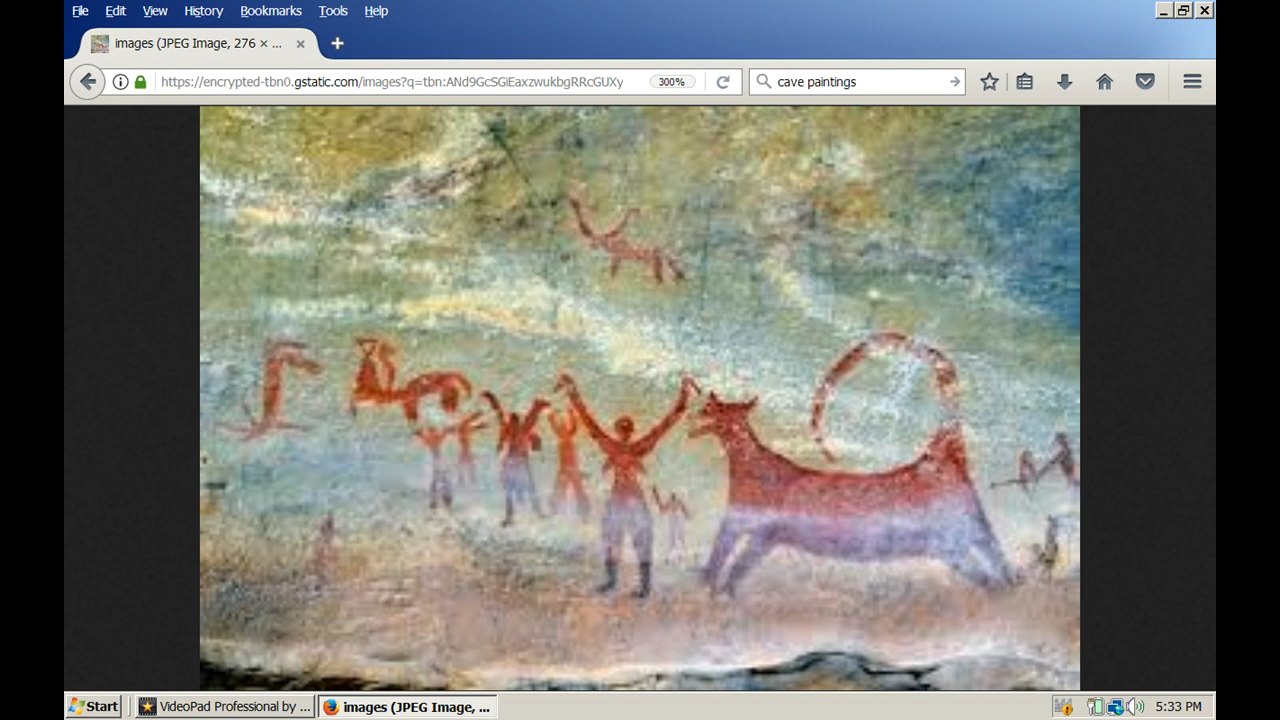 File Edit View History Bookmarks Tools Help
images (JPEG Image, 276 × ...
https://encrypted-tbn0.gstatic.com/images?q=tbn:ANd9GcSGiEaxzwukbgRRcGUXy 300% cave paintings
Start VideoPad Professional by ... images (JPEG Image, ... 5:33 PM